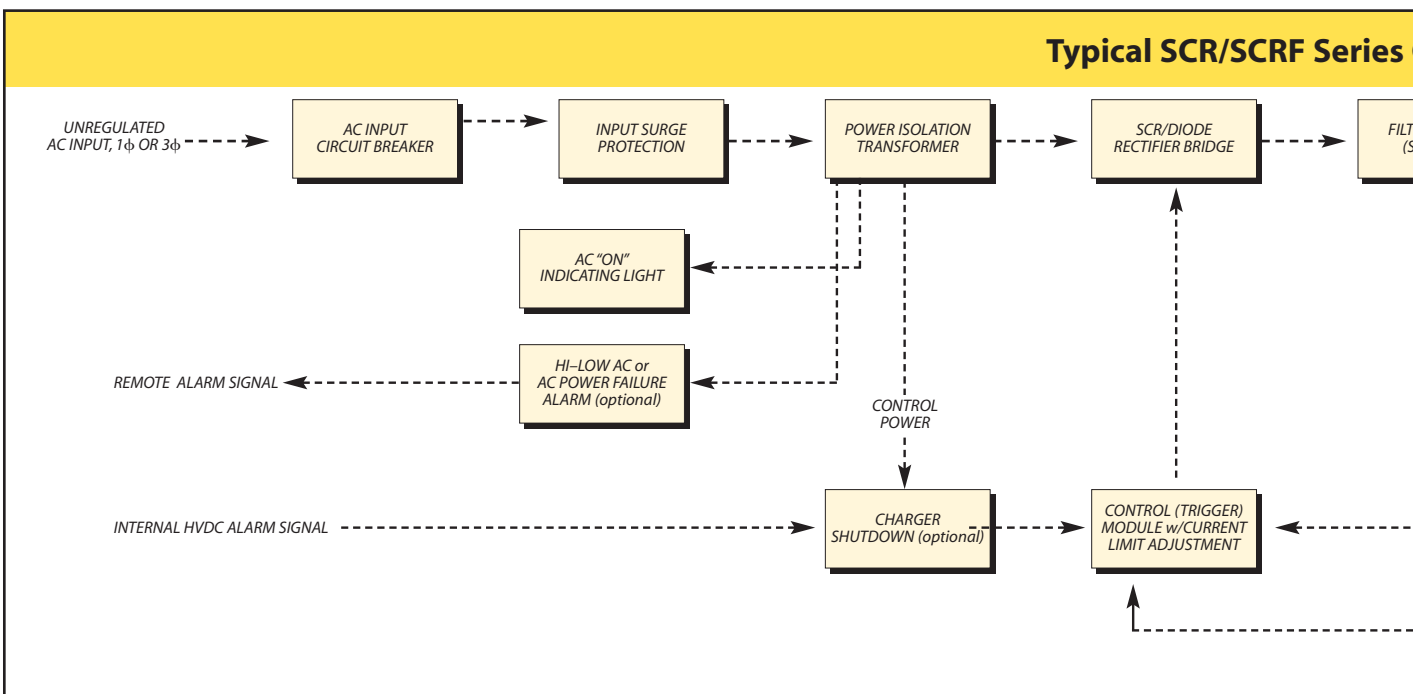 Typical SCR/SCRF Series
UNREGULATED
AC INPUT, 1ϕ OR 3ϕ
AC INPUT
CIRCUIT BREAKER
INPUT SURGE
PROTECTION
POWER ISOLATION
TRANSFORMER
SCR/DIODE
RECTIFIER BRIDGE
FILT
(S
AC “ON”
INDICATING LIGHT
HI–LOW AC or
AC POWER FAILURE
ALARM (optional)
REMOTE ALARM SIGNAL
CONTROL
POWER
INTERNAL HVDC ALARM SIGNAL
CHARGER
SHUTDOWN (optional)
CONTROL (TRIGGER)
MODULE w/CURRENT
LIMIT ADJUSTMENT